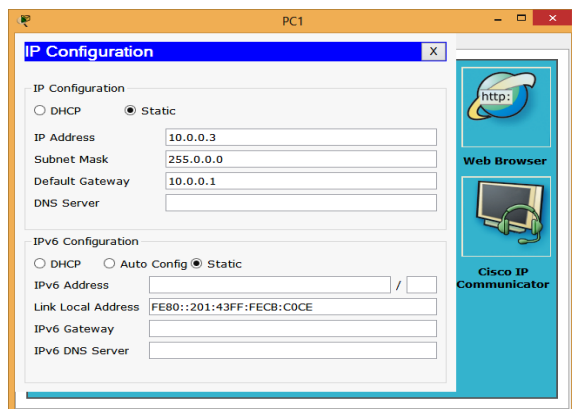 PC1
IP Configuration
X
IP Configuration
DHCP Static
IP Address 10.0.0.3
Subnet Mask 255.0.0.0
Default Gateway 10.0.0.1
DNS Server
IPv6 Configuration
DHCP Auto Config Static
IPv6 Address /
Link Local Address FE80::201:43FF:FECB:C0CE
IPv6 Gateway
IPv6 DNS Server
http:
Web Browser
Cisco IP
Communicator